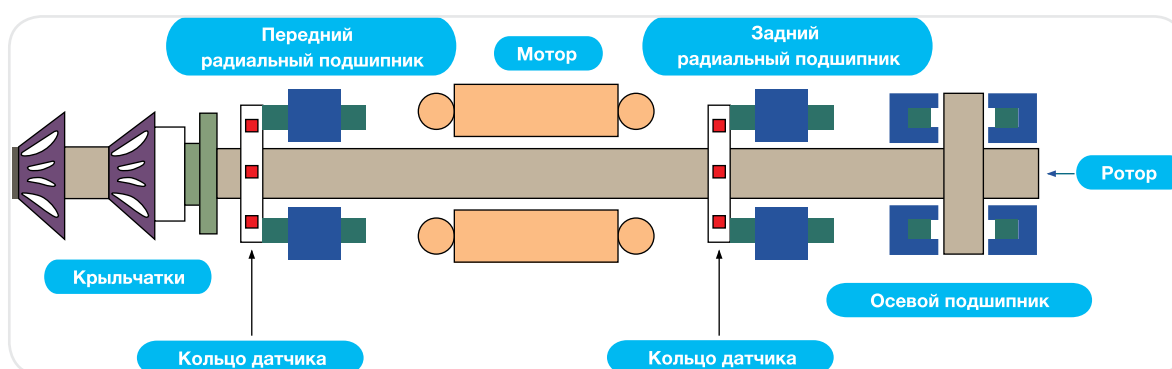 Передний
радиальный подшипник
Мотор
Задний
радиальный подшипник
Ротор
Крыльчатки
Осевой подшипник
Кольцо датчика
Кольцо датчика